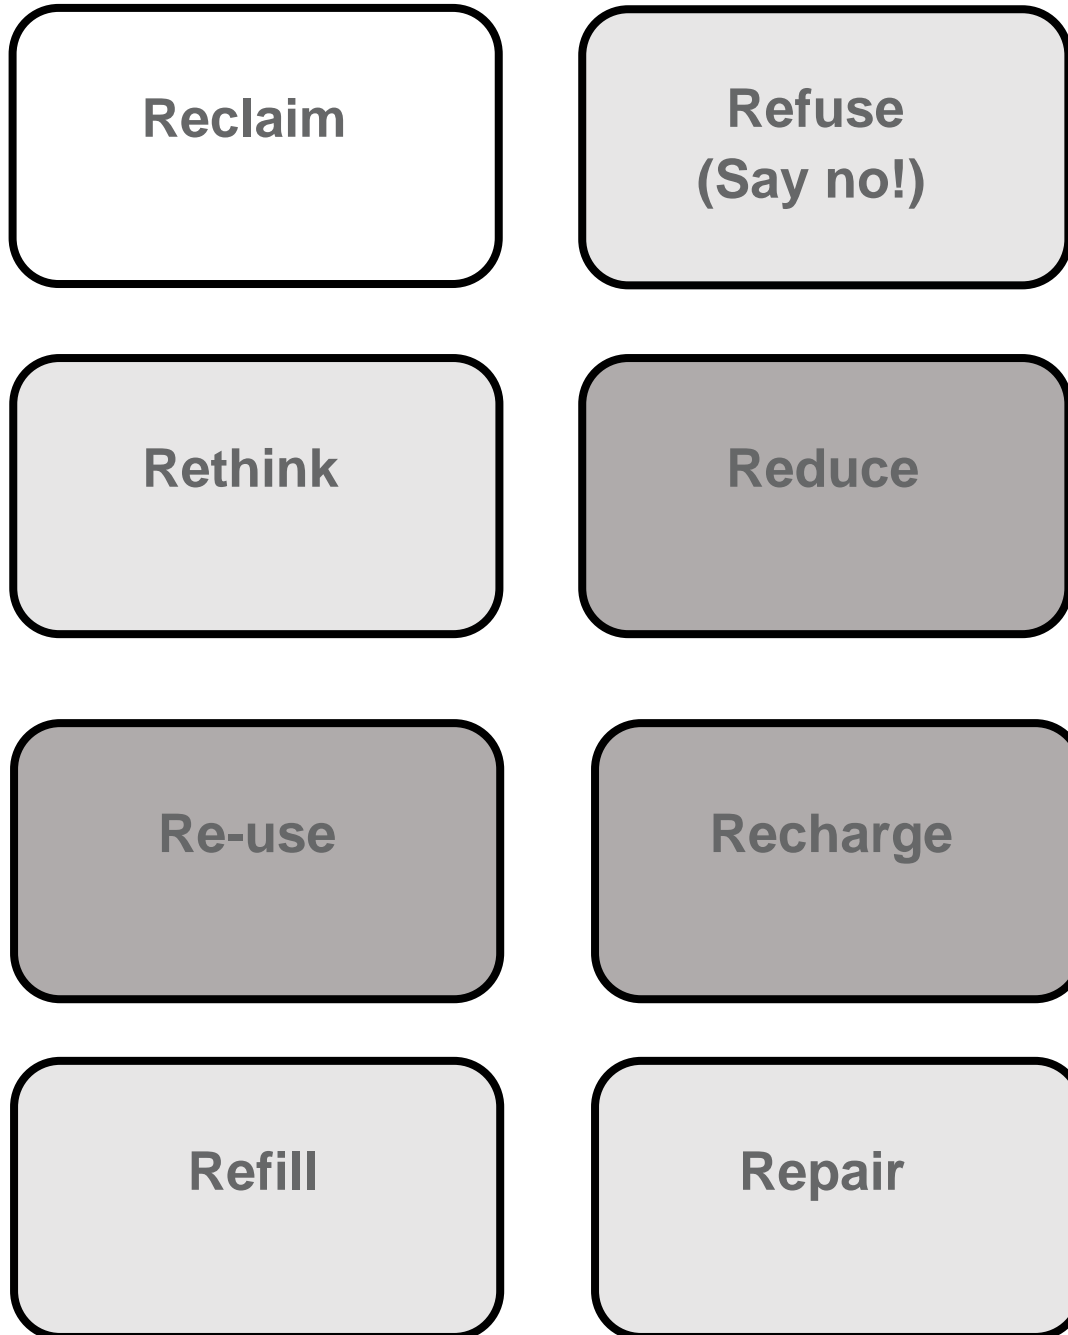 Reclaim
Refuse
(Say no!)
Rethink
Reduce
Re-use
Recharge
Refill
Repair